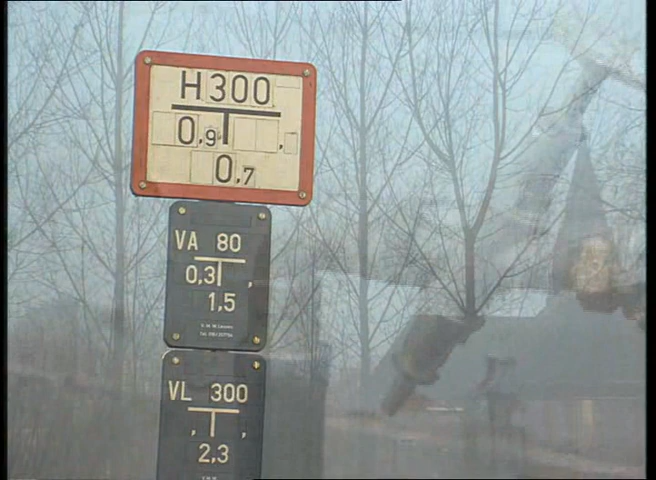 H300
0,9 ,
0,7
VA 80
0,3 ,
1,5
VL 300
, ,
2,3